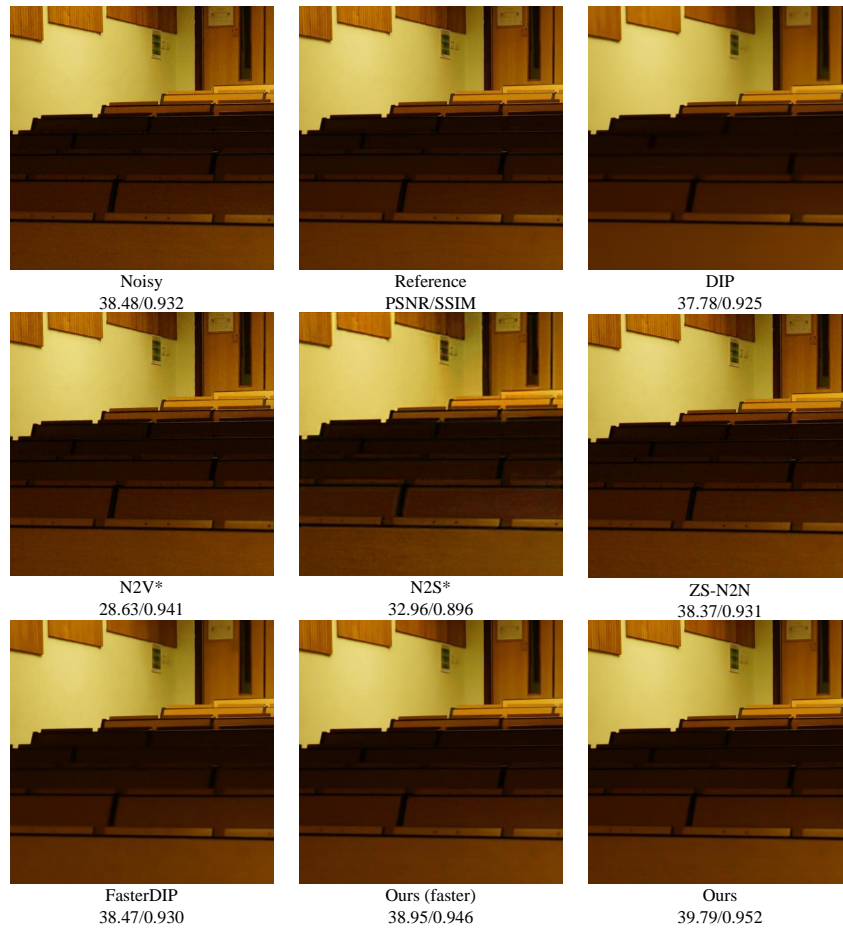 Noisy
38.48/0.932
Reference
PSNR/SSIM
DIP
37.78/0.925
N2V*
28.63/0.941
N2S*
32.96/0.896
ZS-N2N
38.37/0.931
FasterDIP
38.47/0.930
Ours (faster)
38.95/0.946
Ours
39.79/0.952